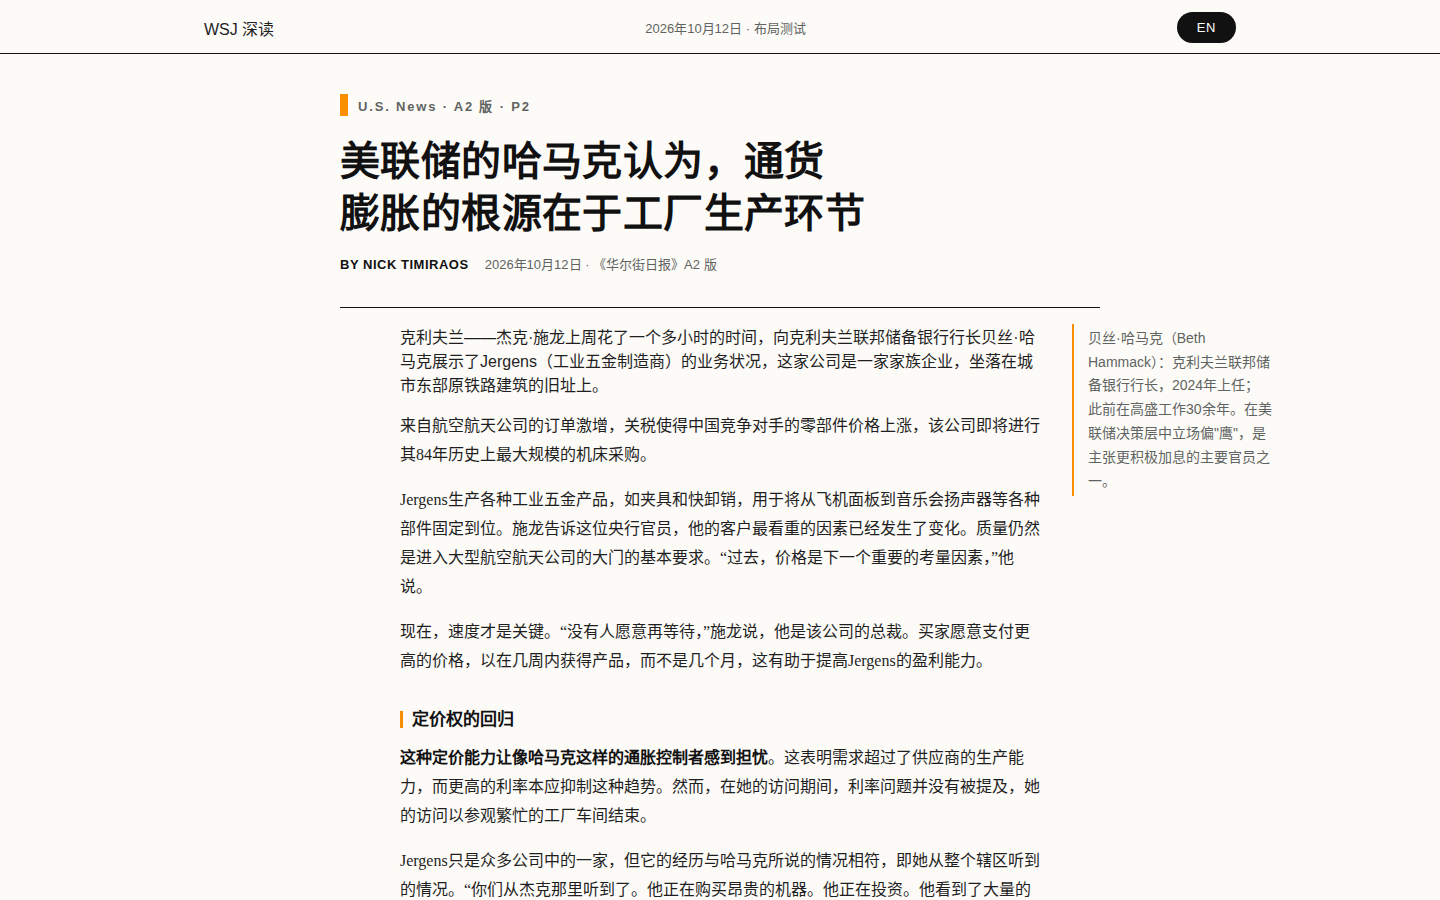 WSJ 深读
2026年10月12日 · 布局测试
EN
U.S. News · A2 版 · P2
美联储的哈马克认为，通货
膨胀的根源在于工厂生产环节
BY NICK TIMIRAOS 2026年10月12日 · 《华尔街日报》A2 版
克利夫兰——杰克·施龙上周花了一个多小时的时间，向克利夫兰联邦储备银行行长贝丝·哈
马克展示了Jergens（工业五金制造商）的业务状况，这家公司是一家家族企业，坐落在城
市东部原铁路建筑的旧址上。
来自航空航天公司的订单激增，关税使得中国竞争对手的零部件价格上涨，该公司即将进行
其84年历史上最大规模的机床采购。
Jergens生产各种工业五金产品，如夹具和快卸销，用于将从飞机面板到音乐会扬声器等各种
部件固定到位。施龙告诉这位央行官员，他的客户最看重的因素已经发生了变化。质量仍然
是进入大型航空航天公司的大门的基本要求。“过去，价格是下一个重要的考量因素，”他
说。
现在，速度才是关键。“没有人愿意再等待，”施龙说，他是该公司的总裁。买家愿意支付更
高的价格，以在几周内获得产品，而不是几个月，这有助于提高Jergens的盈利能力。
定价权的回归
这种定价能力让像哈马克这样的通胀控制者感到担忧。这表明需求超过了供应商的生产能
力，而更高的利率本应抑制这种趋势。然而，在她的访问期间，利率问题并没有被提及，她
的访问以参观繁忙的工厂车间结束。
Jergens只是众多公司中的一家，但它的经历与哈马克所说的情况相符，即她从整个辖区听到
的情况。“你们从杰克那里听到了。他正在购买昂贵的机器。他正在投资。他看到了大量的
贝丝·哈马克（Beth
Hammack）：克利夫兰联邦储
备银行行长，2024年上任；
此前在高盛工作30余年。在美
联储决策层中立场偏"鹰"，是
主张更积极加息的主要官员之
一。